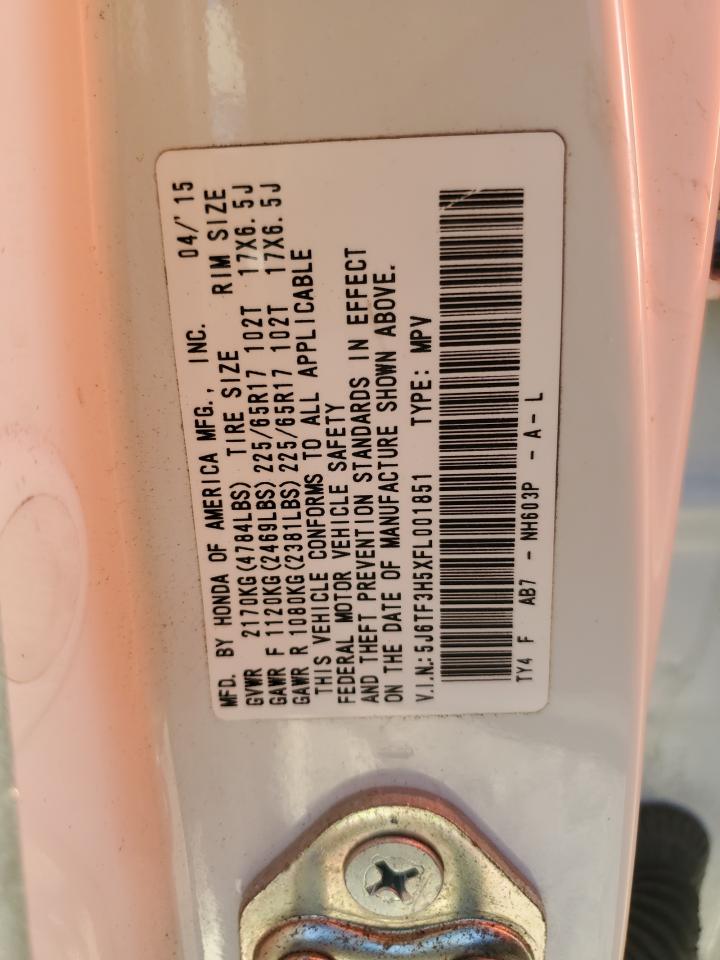 MFD. BY HONDA OF AMERICA MFG., INC. 04/'15
GVWR 2170KG(4784LBS) TIRE SIZE RIM SIZE
GAWR F 1120KG(2469LBS) 225/65R17 102T 17X6.5J
GAWR R 1080KG(2381LBS) 225/65R17 102T 17X6.5J
THIS VEHICLE CONFORMS TO ALL APPLICABLE
FEDERAL MOTOR VEHICLE SAFETY
AND THEFT PREVENTION STANDARDS IN EFFECT
ON THE DATE OF MANUFACTURE SHOWN ABOVE.
V.I.N.: 5J6TF3H5XFL001851 TYPE: MPV
TY4 F AB7 - NH603P - A - L